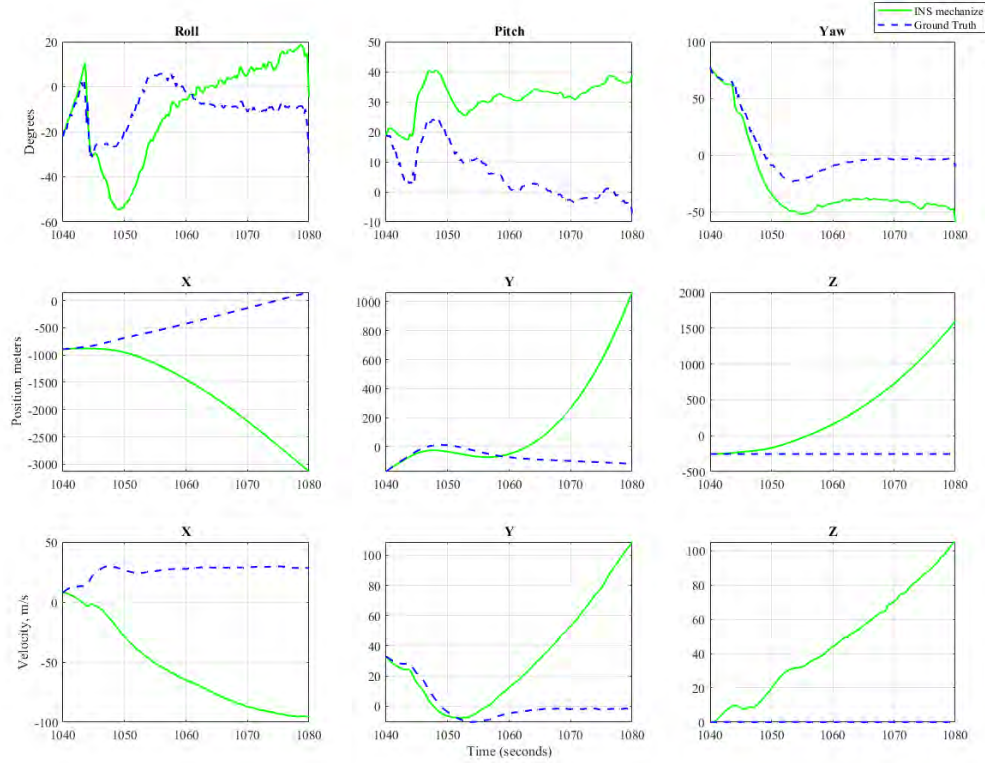 INS mechanize
Ground Truth
Roll
Pitch
Yaw
Degrees
20
0
-20
-40
-60
1040 1050 1060 1070 1080
50
40
30
20
10
0
-10
1040 1050 1060 1070 1080
100
50
0
-50
1040 1050 1060 1070 1080
X
Y
Z
Position, meters
0
-500
-1000
-1500
-2000
-2500
-3000
1040 1050 1060 1070 1080
1000
800
600
400
200
0
1040 1050 1060 1070 1080
2000
1500
1000
500
0
-500
1040 1050 1060 1070 1080
X
Y
Z
Velocity, m/s
50
0
-50
-100
1040 1050 1060 1070 1080
100
80
60
40
20
0
1040 1050 1060 1070 1080
100
80
60
40
20
0
1040 1050 1060 1070 1080
Time (seconds)